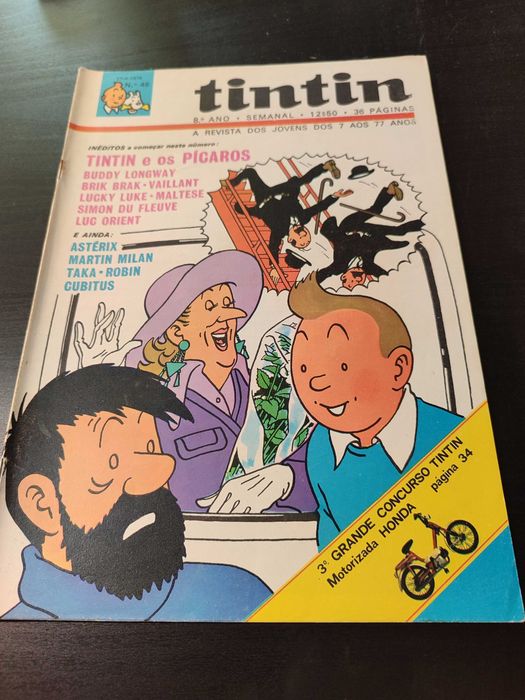 N.º 48
tintin
8.º ANO • SEMANAL • 12$50 • 36 PÁGINAS
A REVISTA DOS JOVENS DOS 7 AOS 77 ANOS
INÉDITOS a começar neste número:
TINTIN e os PÍCAROS
BUDDY LONGWAY
BRIK BRAK • VAILLANT
LUCKY LUKE • MALTESE
SIMON DU FLEUVE
LUC ORIENT
E AINDA:
ASTÉRIX
MARTIN MILAN
TAKA • ROBIN
CUBITUS
3º. GRANDE CONCURSO TINTIN
Motorizada HONDA página 34